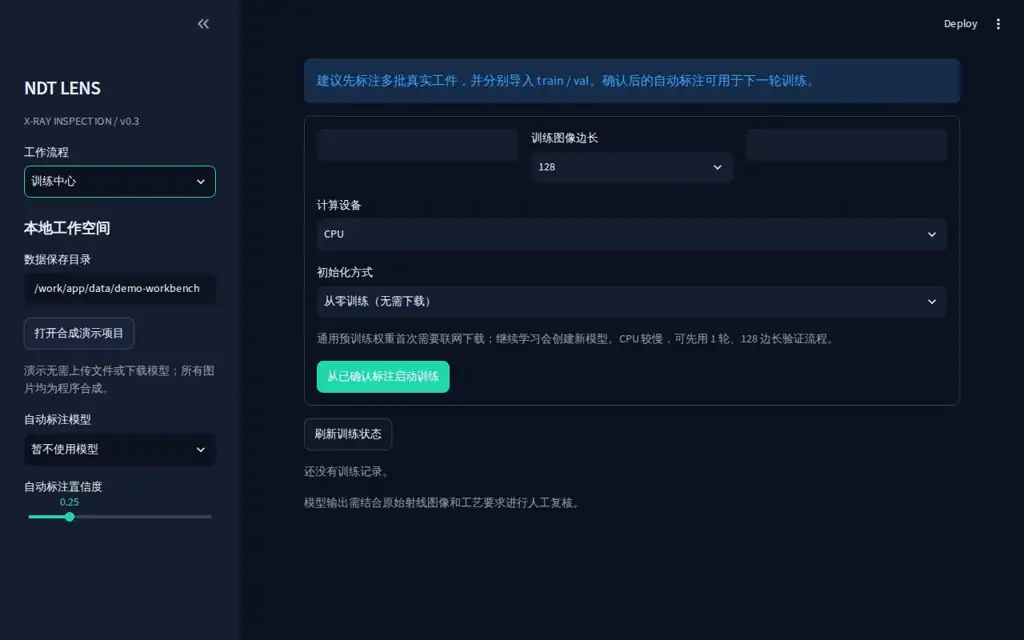 Deploy
NDT LENS
X-RAY INSPECTION / v0.3
工作流程
训练中心
本地工作空间
数据保存目录
/work/app/data/demo-workbench
打开合成演示项目
演示无需上传文件或下载模型；所有图
片均为程序合成。
自动标注模型
暂不使用模型
自动标注置信度
0.25
建议先标注多批真实工件，并分别导入 train / val。确认后的自动标注可用于下一轮训练。
训练图像边长
128
计算设备
CPU
初始化方式
从零训练（无需下载）
通用预训练权重首次需要联网下载；继续学习会创建新模型。CPU 较慢，可先用 1 轮、128 边长验证流程。
从已确认标注启动训练
刷新训练状态
还没有训练记录。
模型输出需结合原始射线图像和工艺要求进行人工复核。